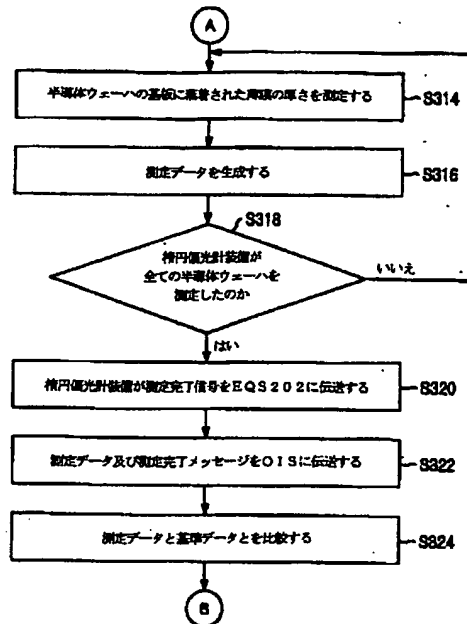 A
半導体ウェーハの基板に蒸着された薄膜の厚さを測定する
S314
測定データを生成する
S316
S318
楕円偏光計装備が
全ての半導体ウェーハを
測定したのか
いいえ
はい
楕円偏光計装備が測定完了信号をEQS202に伝送する
S320
測定データ及び測定完了メッセージをOISに伝送する
S322
測定データと基準データとを比較する
S324
B